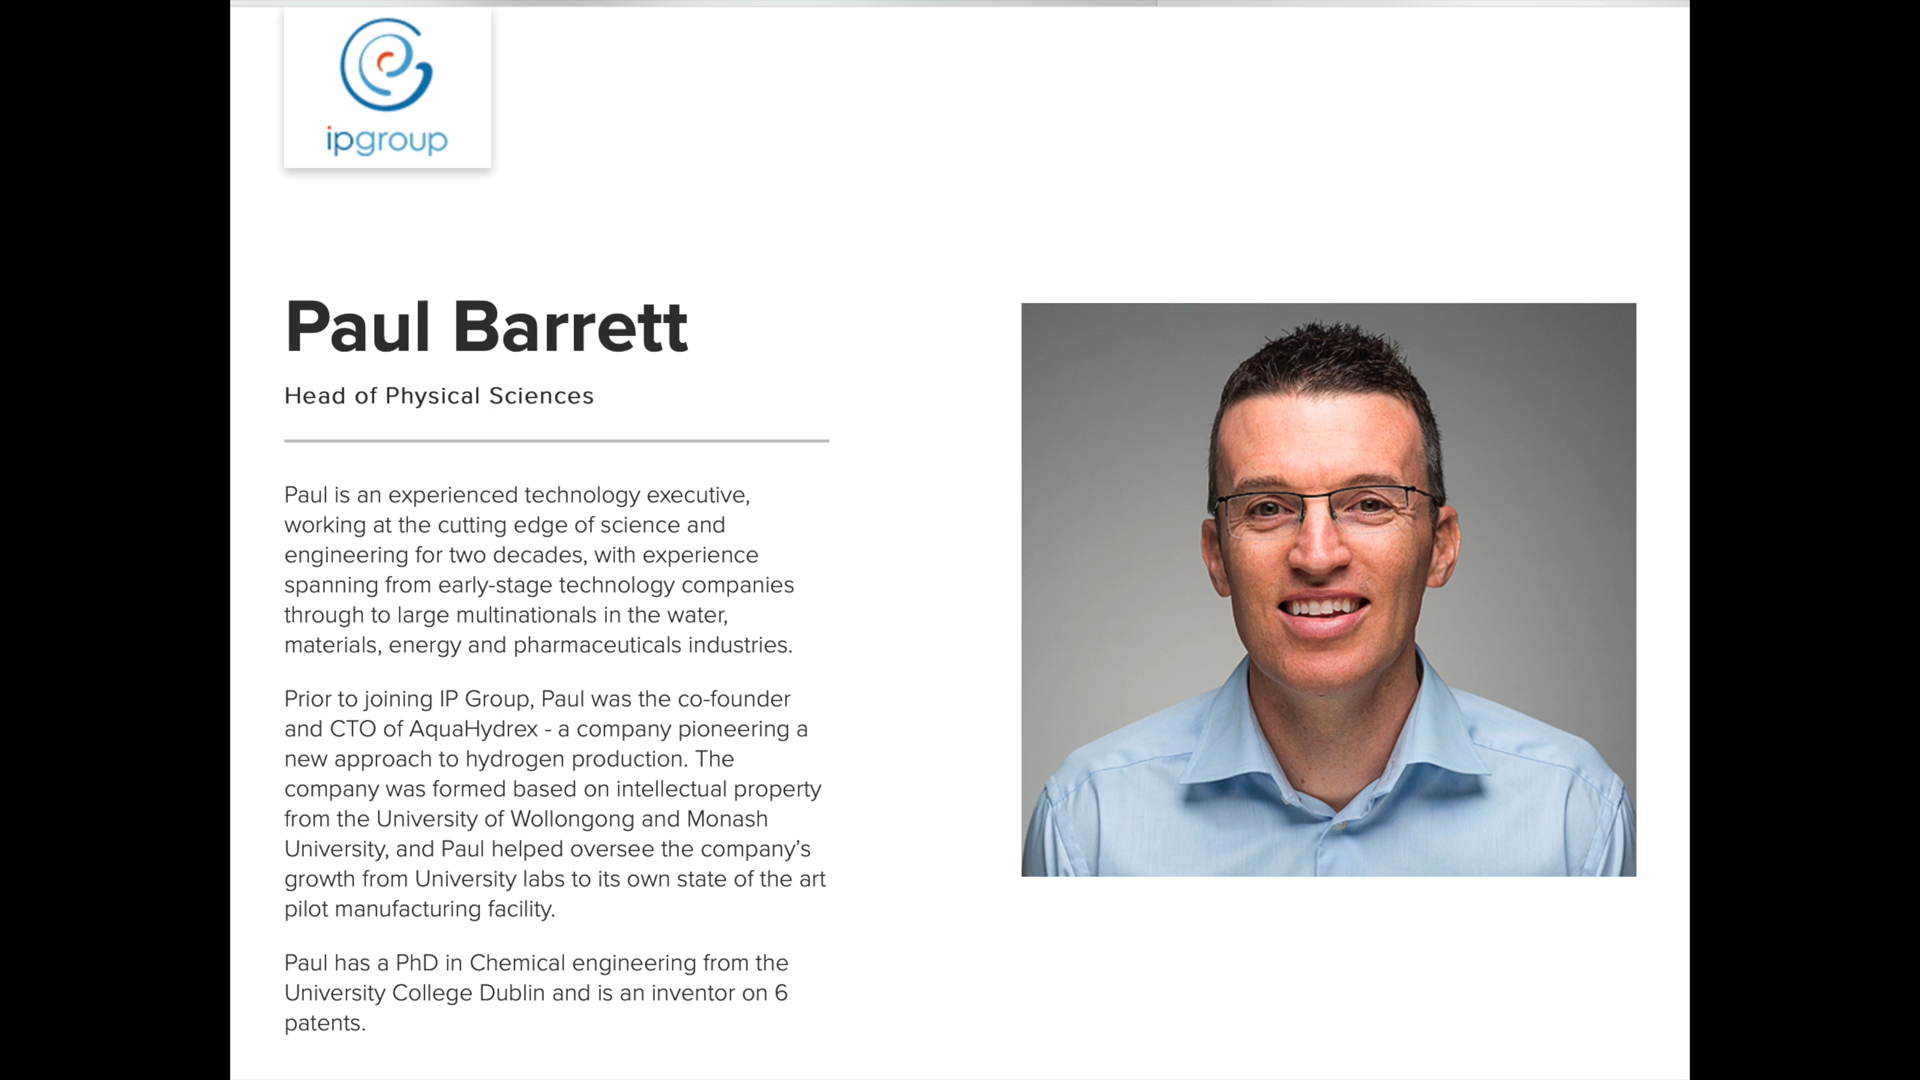 ipgroup
Paul Barrett
Head of Physical Sciences
Paul is an experienced technology executive,
working at the cutting edge of science and
engineering for two decades, with experience
spanning from early-stage technology companies
through to large multinationals in the water,
materials, energy and pharmaceuticals industries.
Prior to joining IP Group, Paul was the co-founder
and CTO of AquaHydrex - a company pioneering a
new approach to hydrogen production. The
company was formed based on intellectual property
from the University of Wollongong and Monash
University, and Paul helped oversee the company’s
growth from University labs to its own state of the art
pilot manufacturing facility.
Paul has a PhD in Chemical engineering from the
University College Dublin and is an inventor on 6
patents.